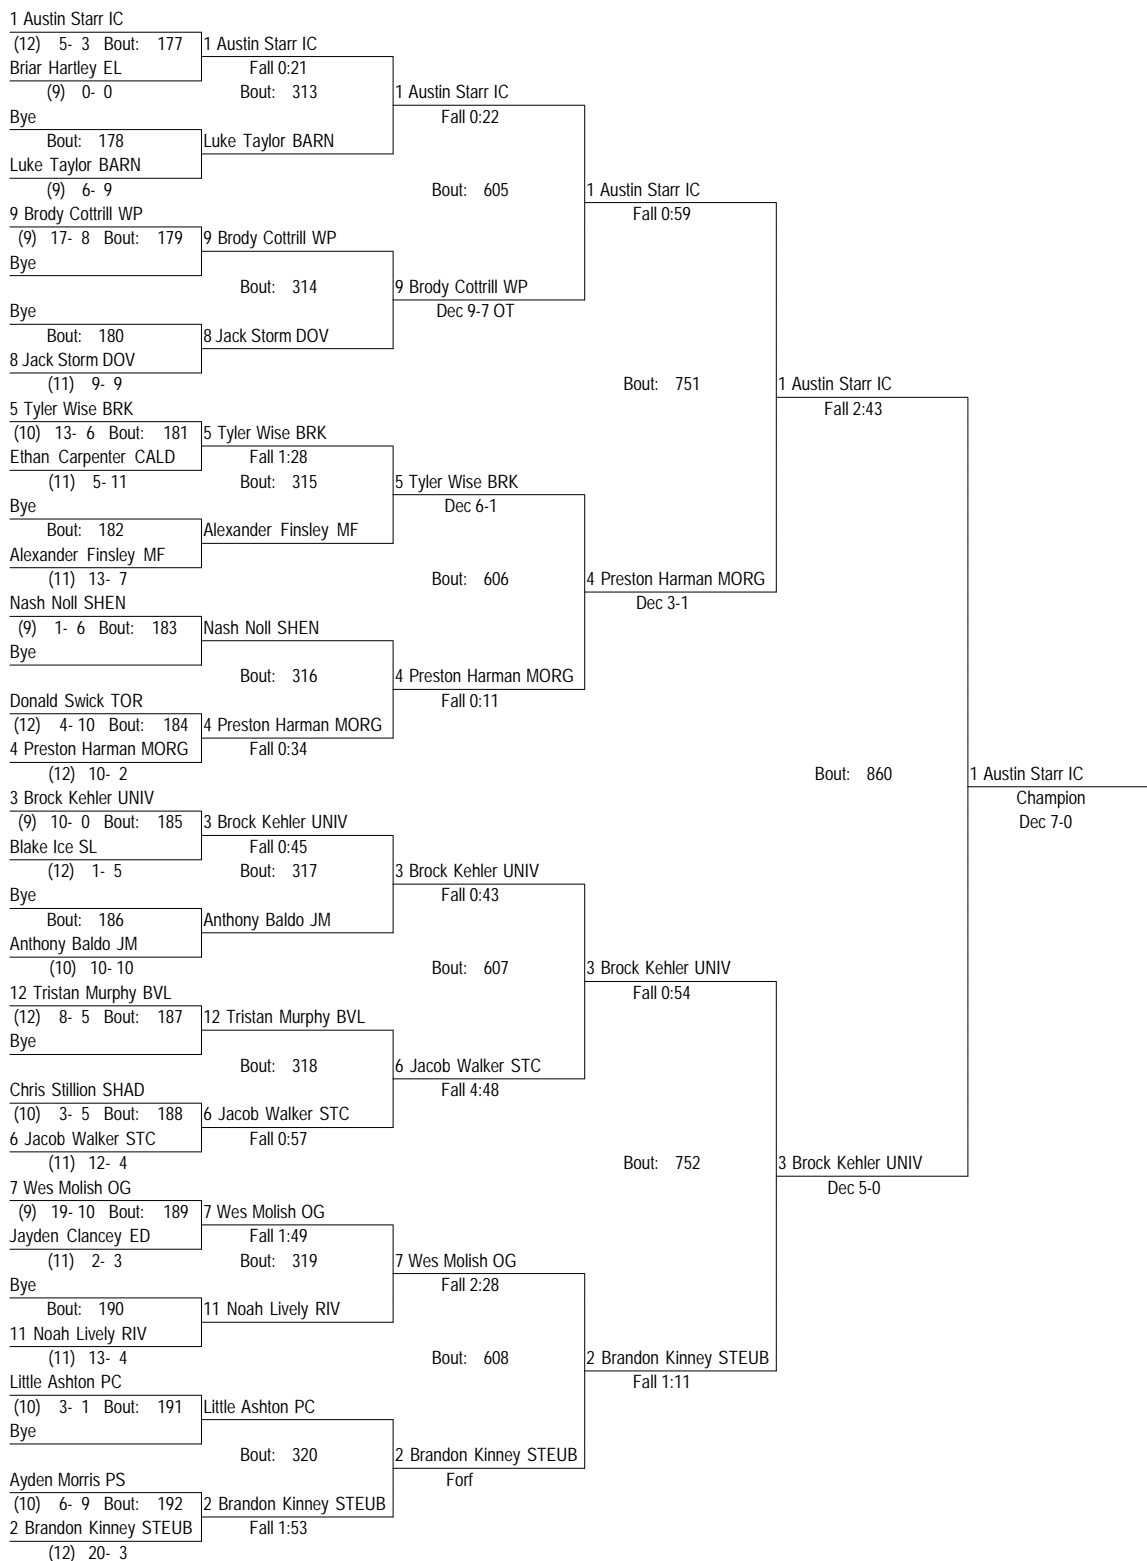 1 Austin Starr IC
(12) 5- 3 Bout: 177
1 Austin Starr IC
Briar Hartley EL
Fall 0:21
(9) 0- 0
Bout: 313
1 Austin Starr IC
Bye
Fall 0:22
Bout: 178
Luke Taylor BARN
Luke Taylor BARN
(9) 6- 9
Bout: 605
1 Austin Starr IC
9 Brody Cottrill WP
Fall 0:59
(9) 17- 8 Bout: 179
9 Brody Cottrill WP
Bye
Bout: 314
9 Brody Cottrill WP
Bye
Dec 9-7 OT
Bout: 180
8 Jack Storm DOV
8 Jack Storm DOV
(11) 9- 9
Bout: 751
1 Austin Starr IC
5 Tyler Wise BRK
Fall 2:43
(10) 13- 6 Bout: 181
5 Tyler Wise BRK
Ethan Carpenter CALD
Fall 1:28
(11) 5- 11
Bout: 315
5 Tyler Wise BRK
Bye
Dec 6-1
Bout: 182
Alexander Finsley MF
Alexander Finsley MF
(11) 13- 7
Bout: 606
4 Preston Harman MORG
Nash Noll SHEN
Dec 3-1
(9) 1- 6 Bout: 183
Nash Noll SHEN
Bye
Bout: 316
4 Preston Harman MORG
Donald Swick TOR
Fall 0:11
(12) 4- 10 Bout: 184
4 Preston Harman MORG
4 Preston Harman MORG
Fall 0:34
(12) 10- 2
Bout: 860
1 Austin Starr IC
3 Brock Kehler UNIV
Champion
(9) 10- 0 Bout: 185
3 Brock Kehler UNIV
Dec 7-0
Blake Ice SL
Fall 0:45
(12) 1- 5
Bout: 317
3 Brock Kehler UNIV
Bye
Fall 0:43
Bout: 186
Anthony Baldo JM
Anthony Baldo JM
(10) 10- 10
Bout: 607
3 Brock Kehler UNIV
12 Tristan Murphy BVL
Fall 0:54
(12) 8- 5 Bout: 187
12 Tristan Murphy BVL
Bye
Bout: 318
6 Jacob Walker STC
Chris Stillion SHAD
Fall 4:48
(10) 3- 5 Bout: 188
6 Jacob Walker STC
6 Jacob Walker STC
Fall 0:57
(11) 12- 4
Bout: 752
3 Brock Kehler UNIV
7 Wes Molish OG
Dec 5-0
(9) 19- 10 Bout: 189
7 Wes Molish OG
Jayden Clancey ED
Fall 1:49
(11) 2- 3
Bout: 319
7 Wes Molish OG
Bye
Fall 2:28
Bout: 190
11 Noah Lively RIV
11 Noah Lively RIV
(11) 13- 4
Bout: 608
2 Brandon Kinney STEUB
Little Ashton PC
Fall 1:11
(10) 3- 1 Bout: 191
Little Ashton PC
Bye
Bout: 320
2 Brandon Kinney STEUB
Ayden Morris PS
Forf
(10) 6- 9 Bout: 192
2 Brandon Kinney STEUB
2 Brandon Kinney STEUB
Fall 1:53
(12) 20- 3